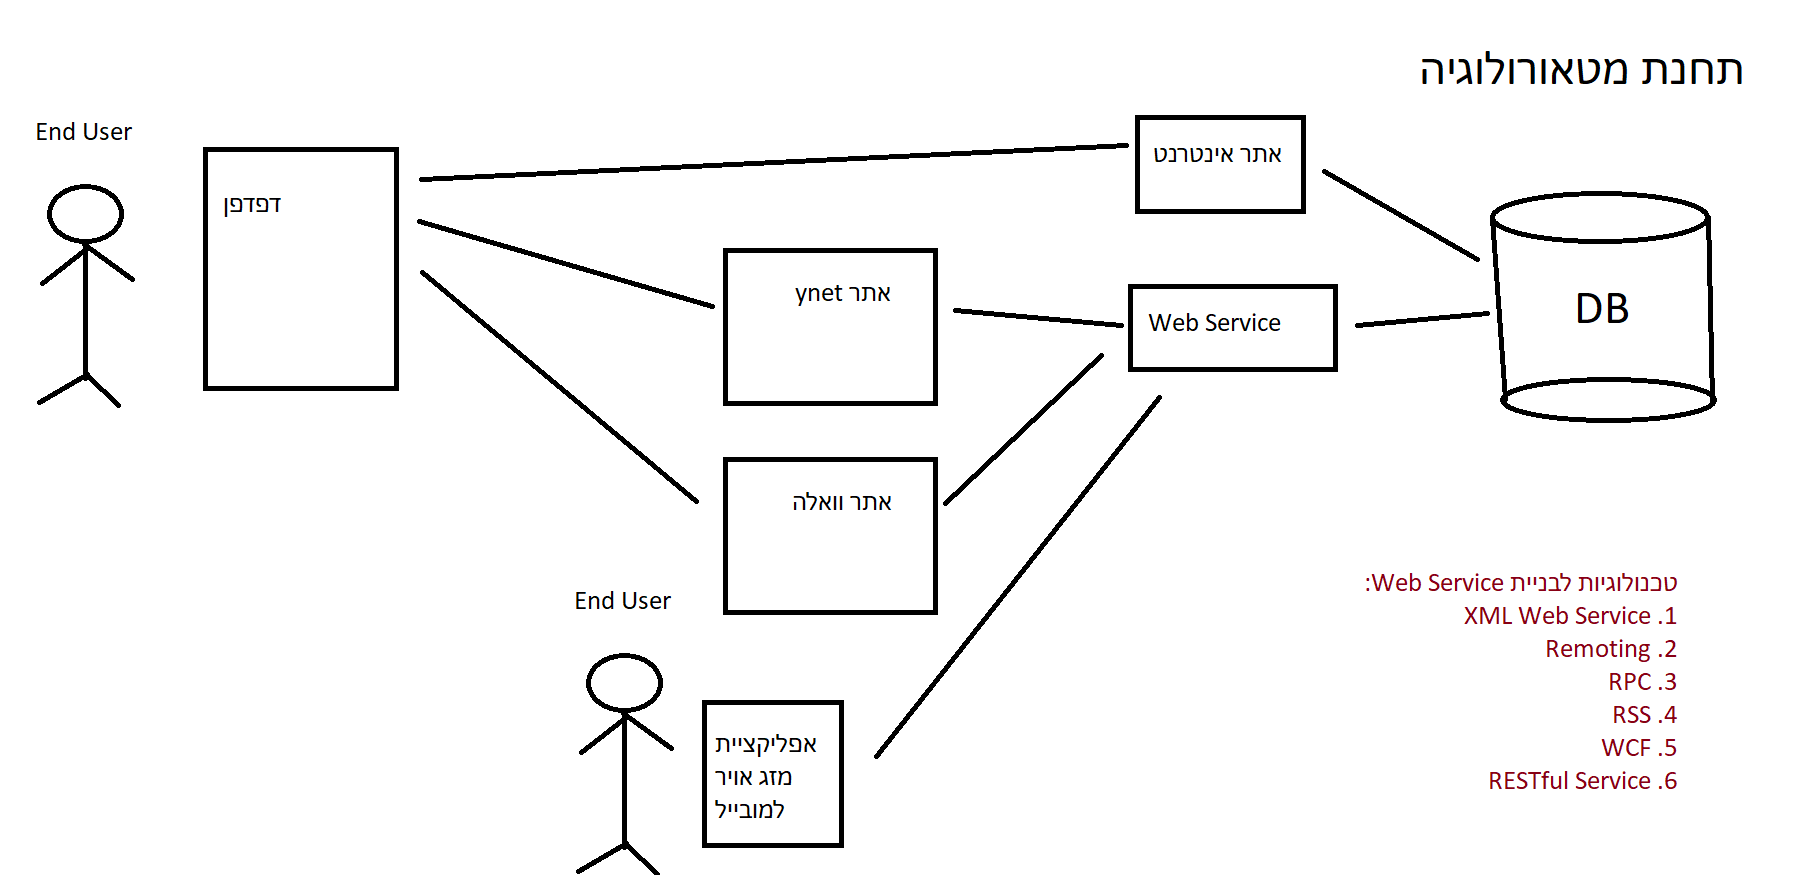 תחנת מטאורולוגיה
End User
דפדפן
אתר אינטרנט
אתר ynet
Web Service
DB
אתר וואלה
End User
אפליקציית
מזג אויר
למובייל
טכנולוגיות לבניית Web Service:
1. XML Web Service
2. Remoting
3. RPC
4. RSS
5. WCF
6. RESTful Service